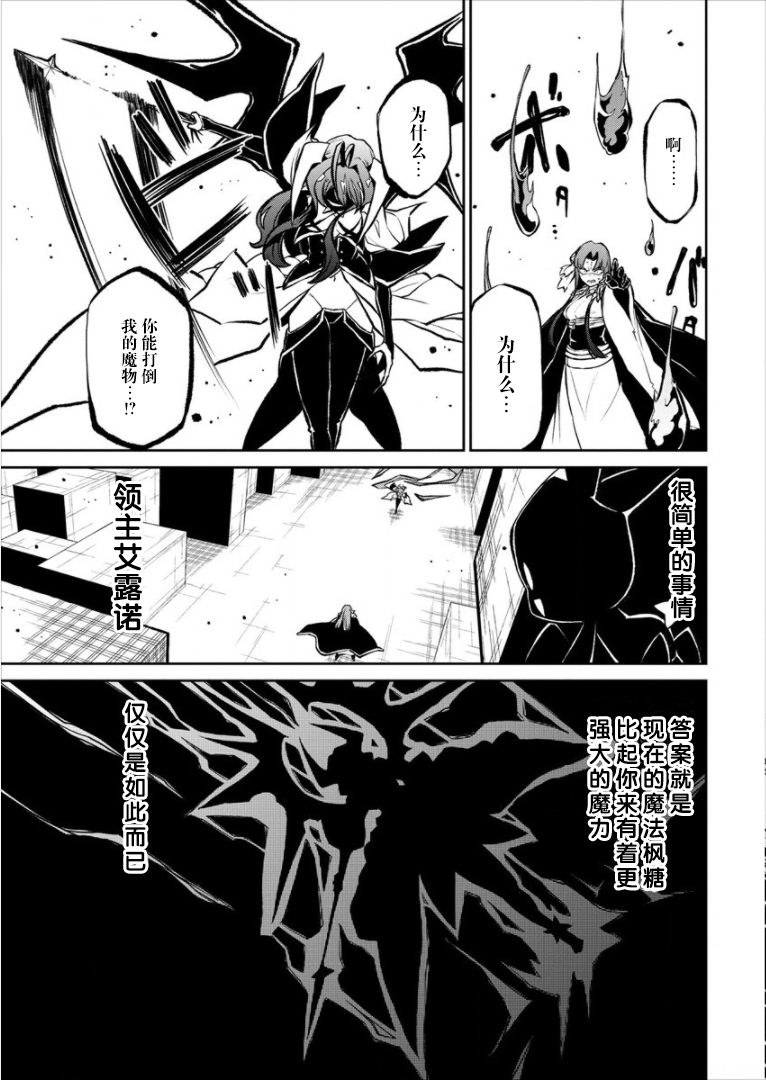 啊……
为什么…
ボ
ボ
为什么…
你能打倒
我的魔物…!?
很简单的事情
领主艾露诺
答案就是
现在的魔法枫糖
比起你来有着更
强大的魔力
仅仅是如此而已